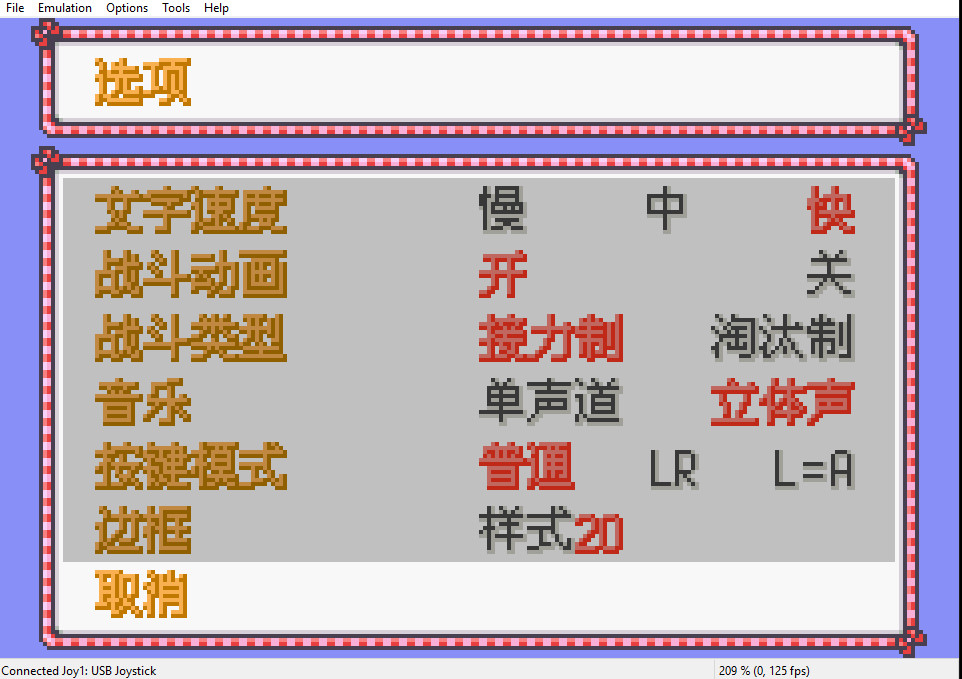 File Emulation Options Tools Help
选项
文字速度 慢 中 快
战斗动画 开 关
战斗类型 接力制 淘汰制
音乐 单声道 立体声
按键模式 普通 LR L=A
边框 样式20
取消
Connected Joy1: USB Joystick 209 % (0, 125 fps)